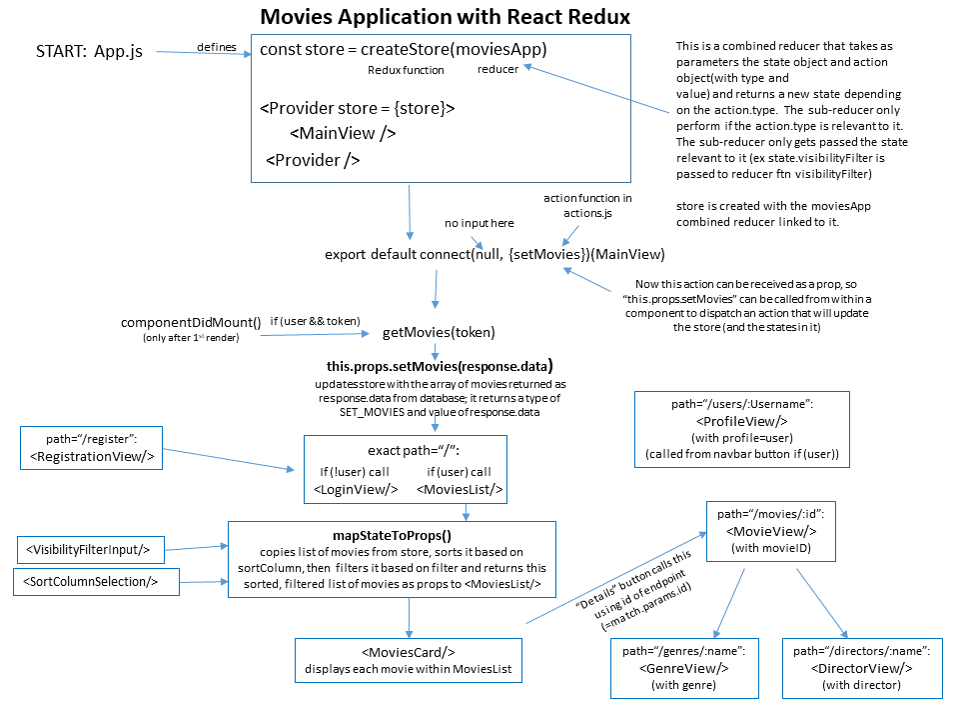 Movies Application with React Redux
START: App.js
defines
const store = createStore(moviesApp)
Redux function
reducer
<Provider store = {store}>
<MainView />
<Provider />
This is a combined reducer that takes as
parameters the state object and action
object(with type and
value) and returns a new state depending
on the action.type. The sub-reducer only
perform if the action.type is relevant to it.
The sub-reducer only gets passed the state
relevant to it (ex state.visibilityFilter is
passed to reducer ftn visibilityFilter)
store is created with the moviesApp
combined reducer linked to it.
no input here
action function in
actions.js
export default connect(null, {setMovies})(MainView)
Now this action can be received as a prop, so
"this.props.setMovies" can be called from within a
component to dispatch an action that will update
the store (and the states in it)
componentDidMount()
(only after 1st render)
if (user && token)
getMovies(token)
this.props.setMovies(response.data)
updates store with the array of movies returned as
response.data from database; it returns a type of
SET_MOVIES and value of response.data
path="/users/:Username":
<ProfileView/>
(with profile=user)
(called from navbar button if (user))
path="/register":
<RegistrationView/>
exact path="/":
If (!user) call
<LoginView/>
if (user) call
<MoviesList/>
<VisibilityFilterInput/>
<SortColumnSelection/>
mapStateToProps()
copies list of movies from store, sorts it based on
sortColumn, then filters it based on filter and returns this
sorted, filtered list of movies as props to <MoviesList/>
"Details" button calls this
using id of endpoint
(=match.params.id)
path="/movies/:id":
<MovieView/>
(with movieID)
<MoviesCard/>
displays each movie within MoviesList
path="/genres/:name":
<GenreView/>
(with genre)
path="/directors/:name":
<DirectorView/>
(with director)